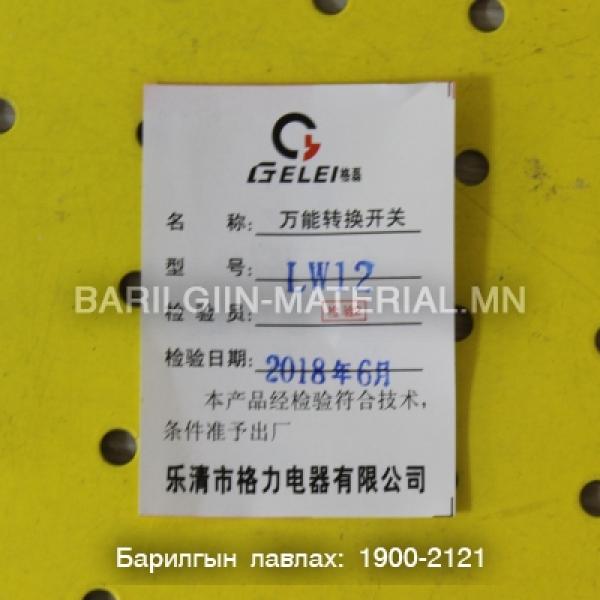 GELEI格磊
名 称: 万能转换开关
型 号: LW12
BARILGIIN-MATERIAL.MN
检 验 员:
检验日期: 2018年6月
本产品经检验符合技术,
条件准予出厂
乐清市格力电器有限公司
Барилгын лавлах: 1900-2121